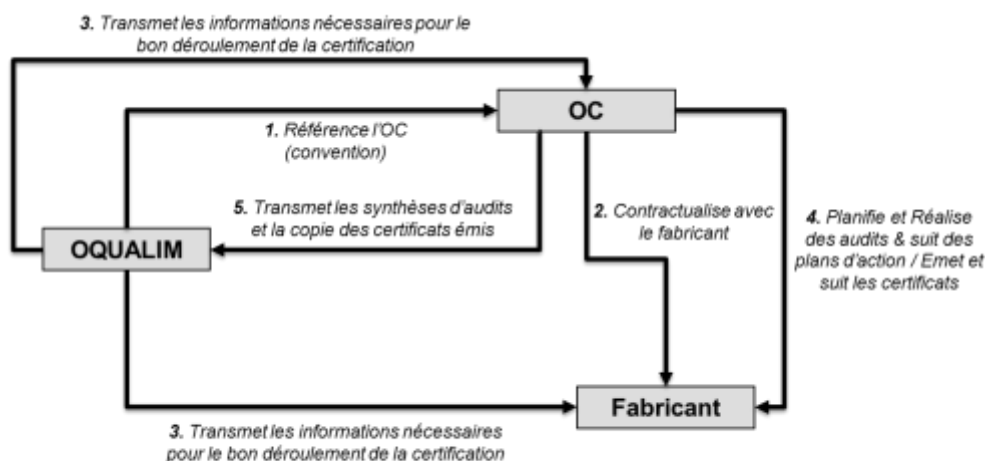 3. Transmet les informations nécessaires pour le
bon déroulement de la certification
OC
1. Référence l'OC
(convention)
5. Transmet les synthèses d'audits
et la copie des certificats émis
2. Contractualise avec
le fabricant
4. Planifie et Réalise
des audits & suit des
plans d'action / Emet et
suit les certificats
OQUALIM
Fabricant
3. Transmet les informations nécessaires
pour le bon déroulement de la certification